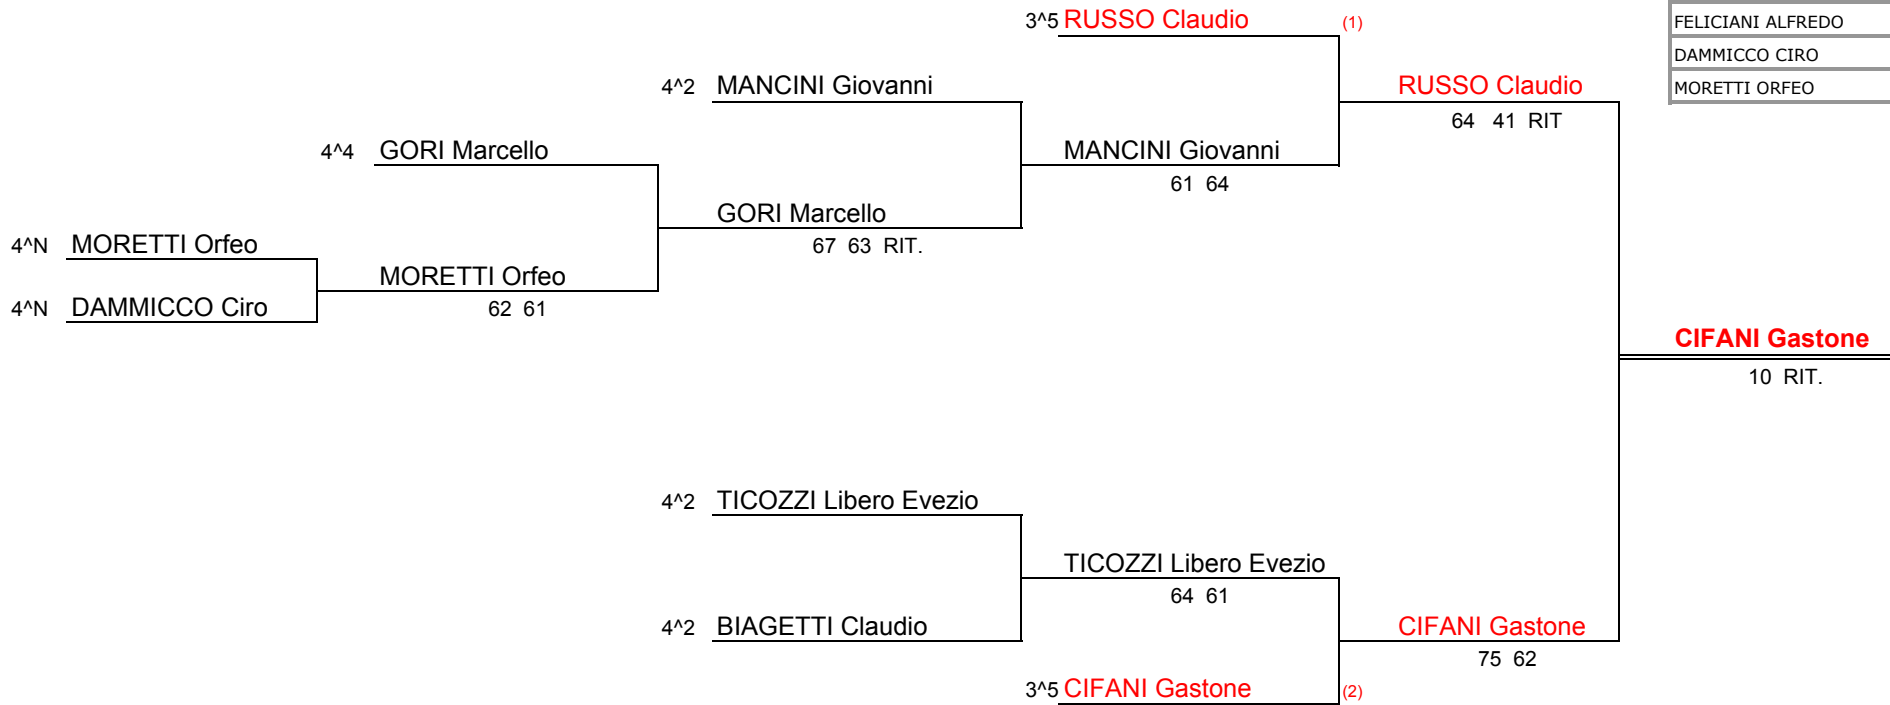 3^5 RUSSO Claudio (1)
FELICIANI ALFREDO
DAMMICCO CIRO
4^2 MANCINI Giovanni
RUSSO Claudio
MORETTI ORFEO
64 41 RIT
4^4 GORI Marcello
MANCINI Giovanni
61 64
GORI Marcello
4^N MORETTI Orfeo
67 63 RIT.
MORETTI Orfeo
4^N DAMMICCO Ciro
62 61
CIFANI Gastone
10 RIT.
4^2 TICOZZI Libero Evezio
TICOZZI Libero Evezio
64 61
4^2 BIAGETTI Claudio
CIFANI Gastone
75 62
3^5 CIFANI Gastone (2)